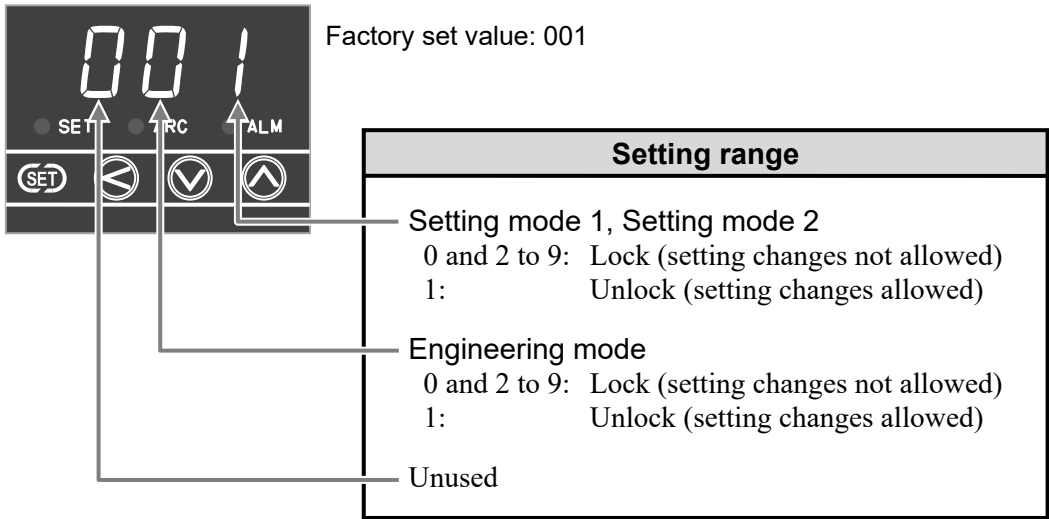 001
Factory set value: 001
SET ARC ALM
SET
Setting range
Setting mode 1, Setting mode 2
0 and 2 to 9: Lock (setting changes not allowed)
1: Unlock (setting changes allowed)
Engineering mode
0 and 2 to 9: Lock (setting changes not allowed)
1: Unlock (setting changes allowed)
Unused